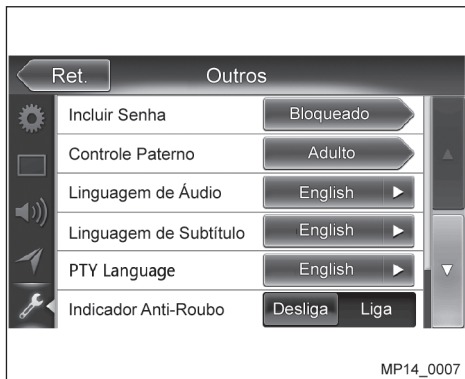 Ret. Outros
Incluir Senha Bloqueado
Controle Paterno Adulto
Linguagem de Áudio English
Linguagem de Subtítulo English
PTY Language English
Indicador Anti-Roubo Desliga Liga
MP14_0007